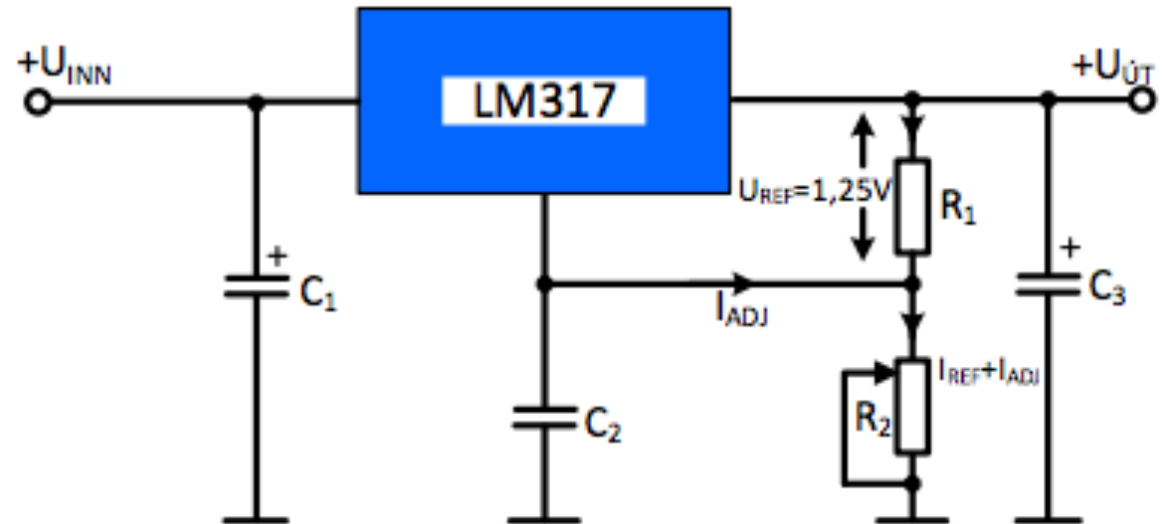 +U_INN
LM317
+U_ÚT
U_REF=1,25V
R₁
+
C₁
+
C₃
I_ADJ
I_REF+I_ADJ
R₂
C₂